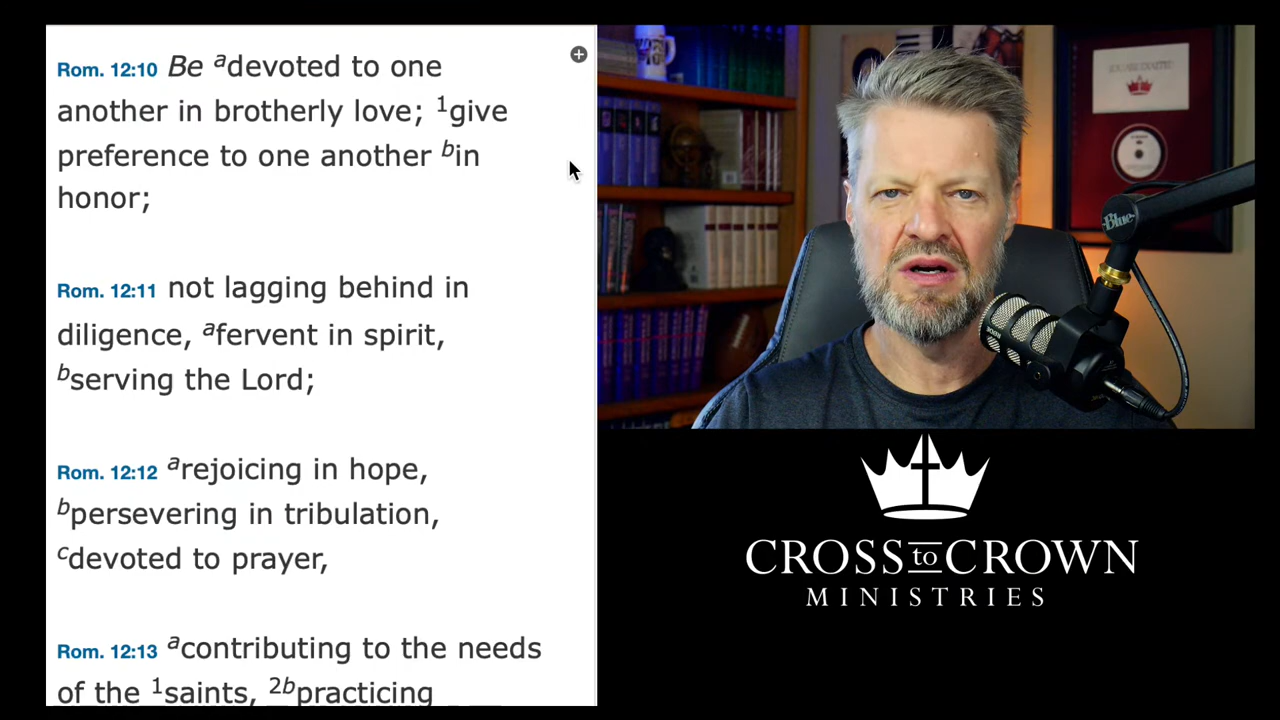 Rom. 12:10 Be adevoted to one
another in brotherly love; 1give
preference to one another bin
honor;
Rom. 12:11 not lagging behind in
diligence, afervent in spirit,
bserving the Lord;
Rom. 12:12 arejoicing in hope,
bpersevering in tribulation,
cdevoted to prayer,
Rom. 12:13 acontributing to the needs
of the 1saints, 2bpracticing
Blue
CROSS to CROWN
MINISTRIES